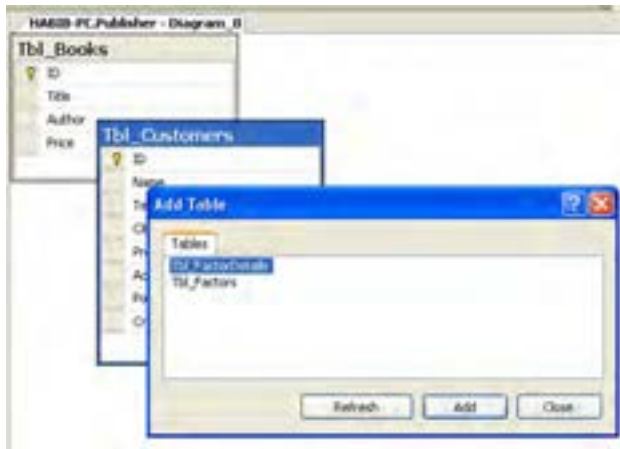 HABIB-PC.Publisher - Diagram_0
Tbl_Books
ID
Title
Author
Price
Tbl_Customers
ID
Name
Add Table
Tables
Tbl_FactorDetails
Tbl_Factors
Refresh
Add
Close